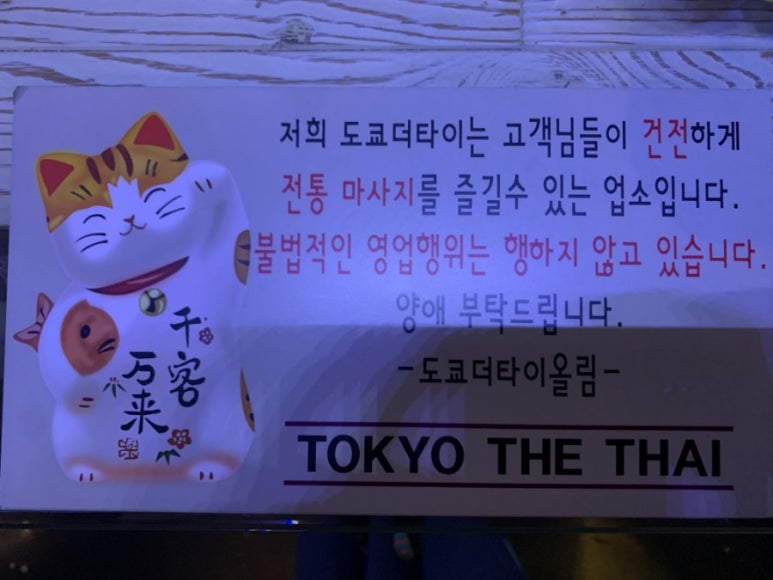 저희 도쿄더타이는 고객님들이 건전하게
전통 마사지를 즐길수 있는 업소입니다.
불법적인 영업행위는 행하지 않고 있습니다.
양애 부탁드립니다.
-도쿄더타이올림-
TOKYO THE THAI
千客
万来